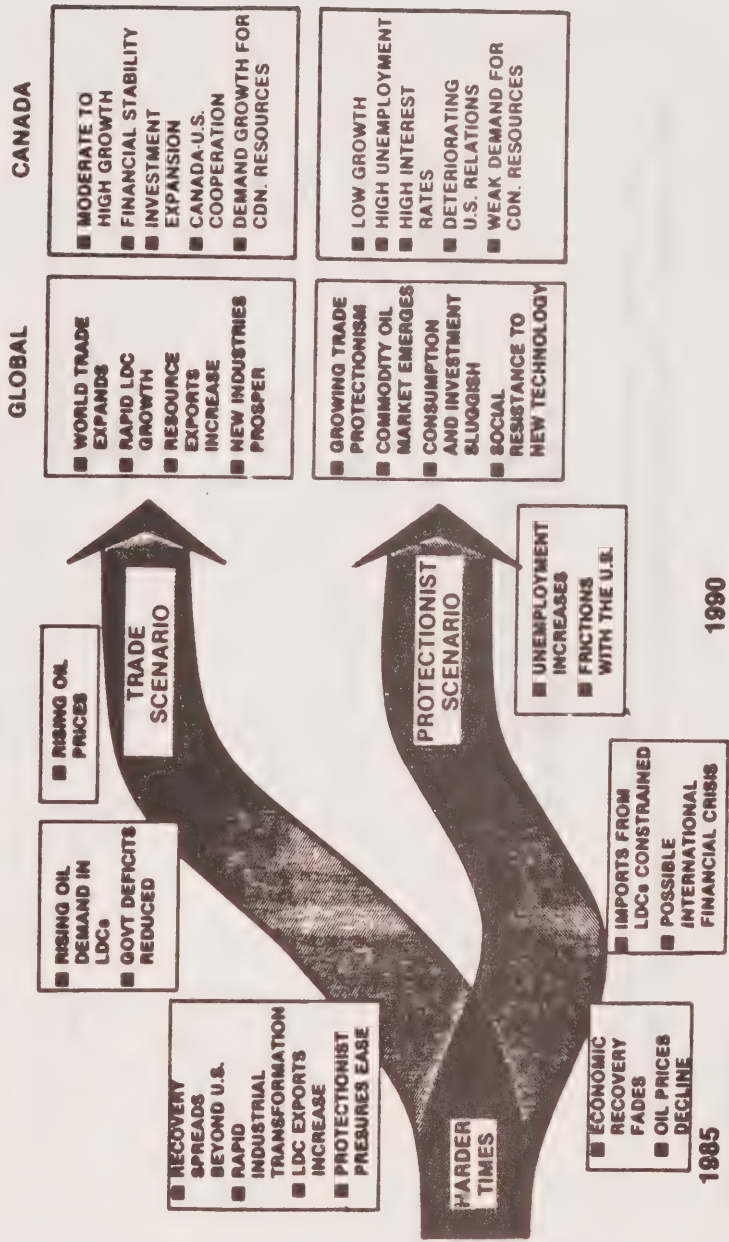 GLOBAL
CANADA
■ RECOVERY
SPREADS
BEYOND U.S.
■ RAPID
INDUSTRIAL
TRANSFORMATION
■ LDC EXPORTS
INCREASE
■ PROTECTIONIST
PRESURES EASE
■ RISING OIL
DEMAND IN
LDCs
■ GOVT DEFICITS
REDUCED
■ RISING OIL
PRICES
TRADE
SCENARIO
■ WORLD TRADE
EXPANDS
■ RAPID LDC
GROWTH
■ RESOURCE
EXPORTS
INCREASE
■ NEW INDUSTRIES
PROSPER
■ MODERATE TO
HIGH GROWTH
■ FINANCIAL STABILITY
■ INVESTMENT
EXPANSION
■ CANADA-U.S.
COOPERATION
■ DEMAND GROWTH FOR
CDN. RESOURCES
HARDER
TIMES
PROTECTIONIST
SCENARIO
■ GROWING TRADE
PROTECTIONISM
■ COMMODITY OIL
MARKET EMERGES
■ CONSUMPTION
AND INVESTMENT
SLUGGISH
■ SOCIAL
RESISTANCE TO
NEW TECHNOLOGY
■ LOW GROWTH
■ HIGH UNEMPLOYMENT
■ HIGH INTEREST
RATES
■ DETERIORATING
U.S. RELATIONS
■ WEAK DEMAND FOR
CDN. RESOURCES
■ ECONOMIC
RECOVERY
FADES
■ OIL PRICES
DECLINE
■ IMPORTS FROM
LDCs CONSTRAINED
■ POSSIBLE
INTERNATIONAL
FINANCIAL CRISIS
■ UNEMPLOYMENT
INCREASES
■ FRICTIONS
WITH THE U.S.
1985
1990